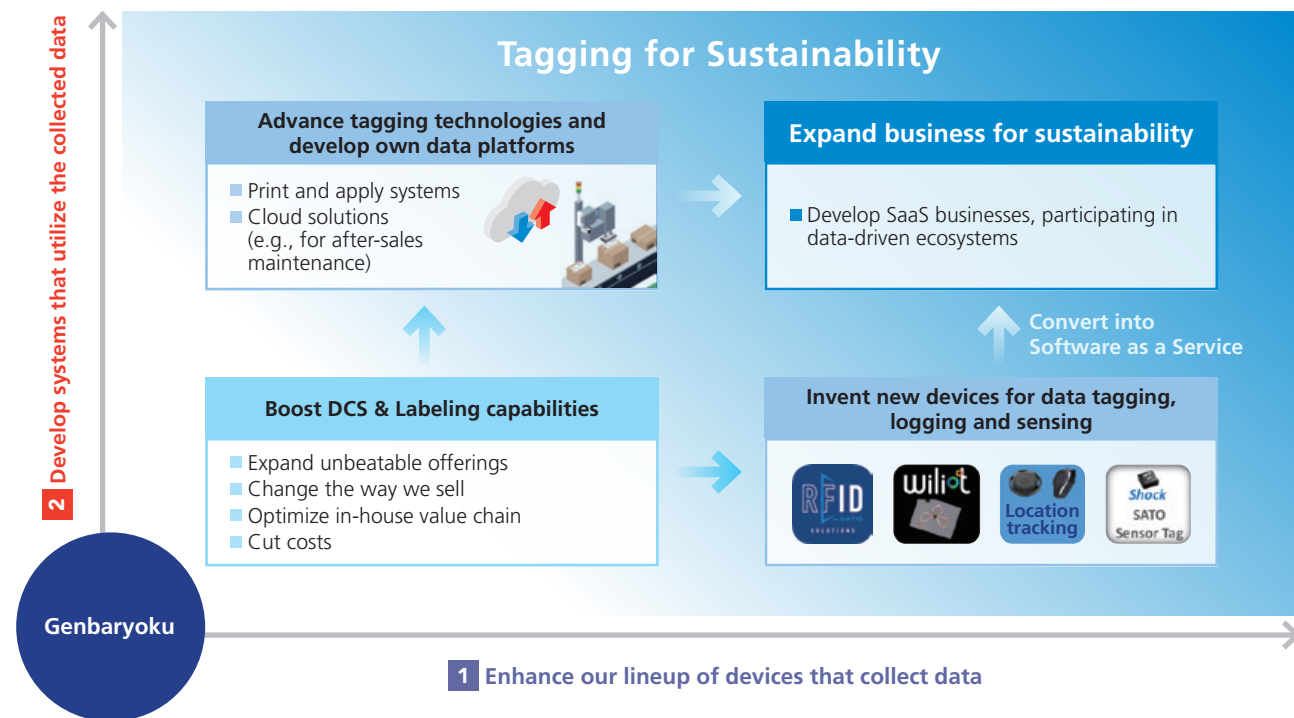 Tagging for Sustainability
2 Develop systems that utilize the collected data
Advance tagging technologies and
develop own data platforms
Print and apply systems
Cloud solutions
(e.g., for after-sales
maintenance)
Expand business for sustainability
Develop SaaS businesses, participating in
data-driven ecosystems
Convert into
Software as a Service
Boost DCS & Labeling capabilities
Expand unbeatable offerings
Change the way we sell
Optimize in-house value chain
Cut costs
Invent new devices for data tagging,
logging and sensing
RFID
SOLUTIONS
wiliot
Location
tracking
Shock
SATO
Sensor Tag
Genbaryoku
1 Enhance our lineup of devices that collect data